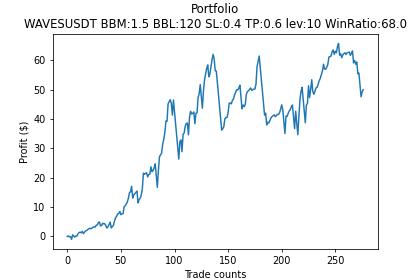 Portfolio
WAVESUSDT BBM:1.5 BBL:120 SL:0.4 TP:0.6 lev:10 WinRatio:68.0
Profit ($)
60
50
40
30
20
10
0
0 50 100 150 200 250
Trade counts